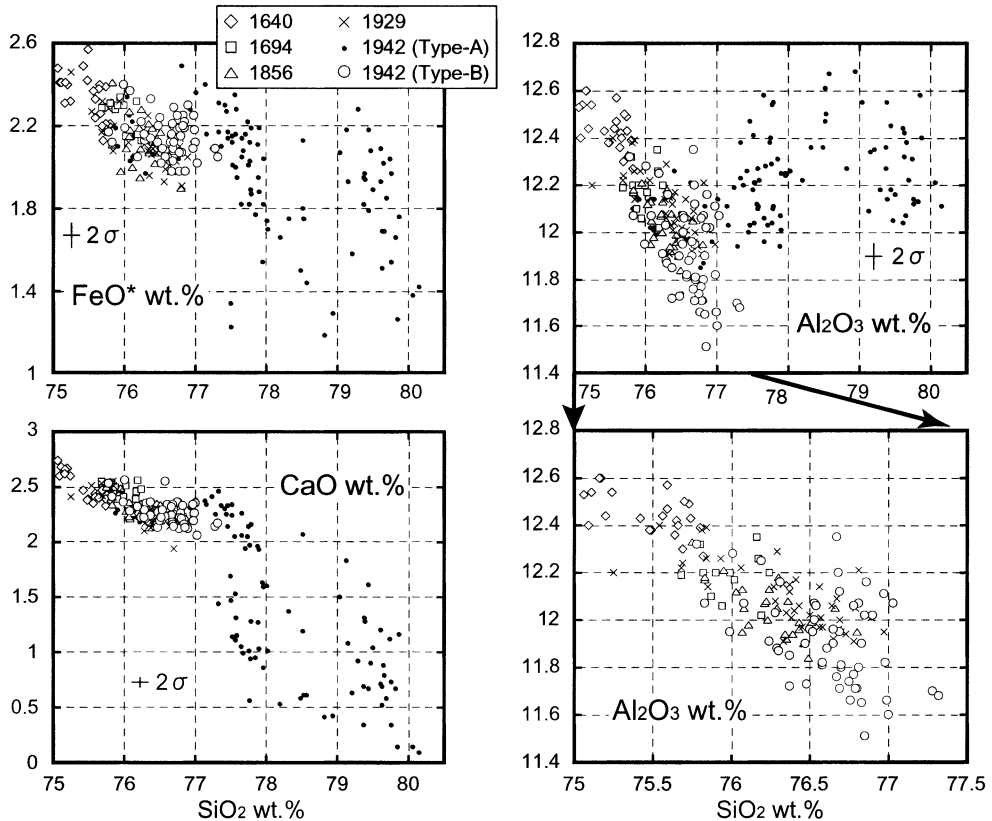 ◇ 1640 × 1929
□ 1694 • 1942 (Type-A)
△ 1856 ○ 1942 (Type-B)
2.6
2.2
1.8
1.4
1
+ 2σ
FeO* wt.%
75 76 77 78 79 80
12.8
12.6
12.4
12.2
12
11.8
11.6
11.4
+ 2σ
Al2O3 wt.%
75 76 77 78 79 80
3
2.5
2
1.5
1
0.5
0
CaO wt.%
+ 2σ
75 76 77 78 79 80
SiO2 wt.%
12.8
12.6
12.4
12.2
12
11.8
11.6
11.4
Al2O3 wt.%
75 75.5 76 76.5 77 77.5
SiO2 wt.%